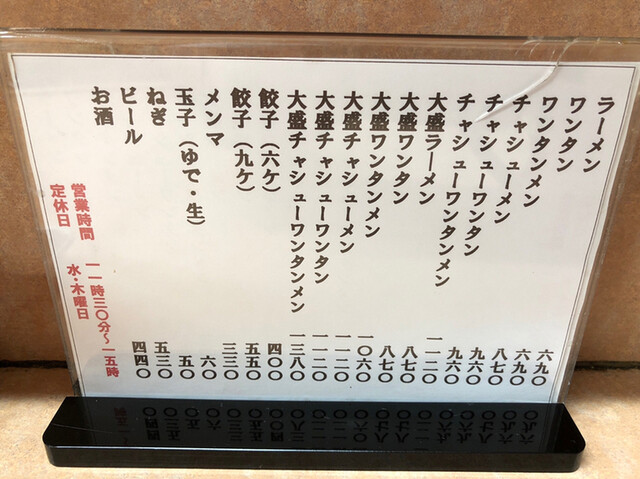 ラーメン 六九〇
ワンタン 六九〇
ワンタンメン 八七〇
チャシューメン 九六〇
チャシューワンタン 九六〇
チャシューワンタンメン 一一二〇
大盛ラーメン 八七〇
大盛ワンタン 八七〇
大盛ワンタンメン 一〇六〇
大盛チャシューメン 一一二〇
大盛チャシューワンタン 一一二〇
大盛チャシューワンタンメン 一三八〇
餃子（六ケ） 四〇〇
餃子（九ケ） 五五〇
メンマ 三三〇
玉子（ゆで・生） 六〇
ねぎ 五〇
ビール 五三〇
お酒 四四〇
営業時間 一一時三〇分～一五時
定休日 水・木曜日